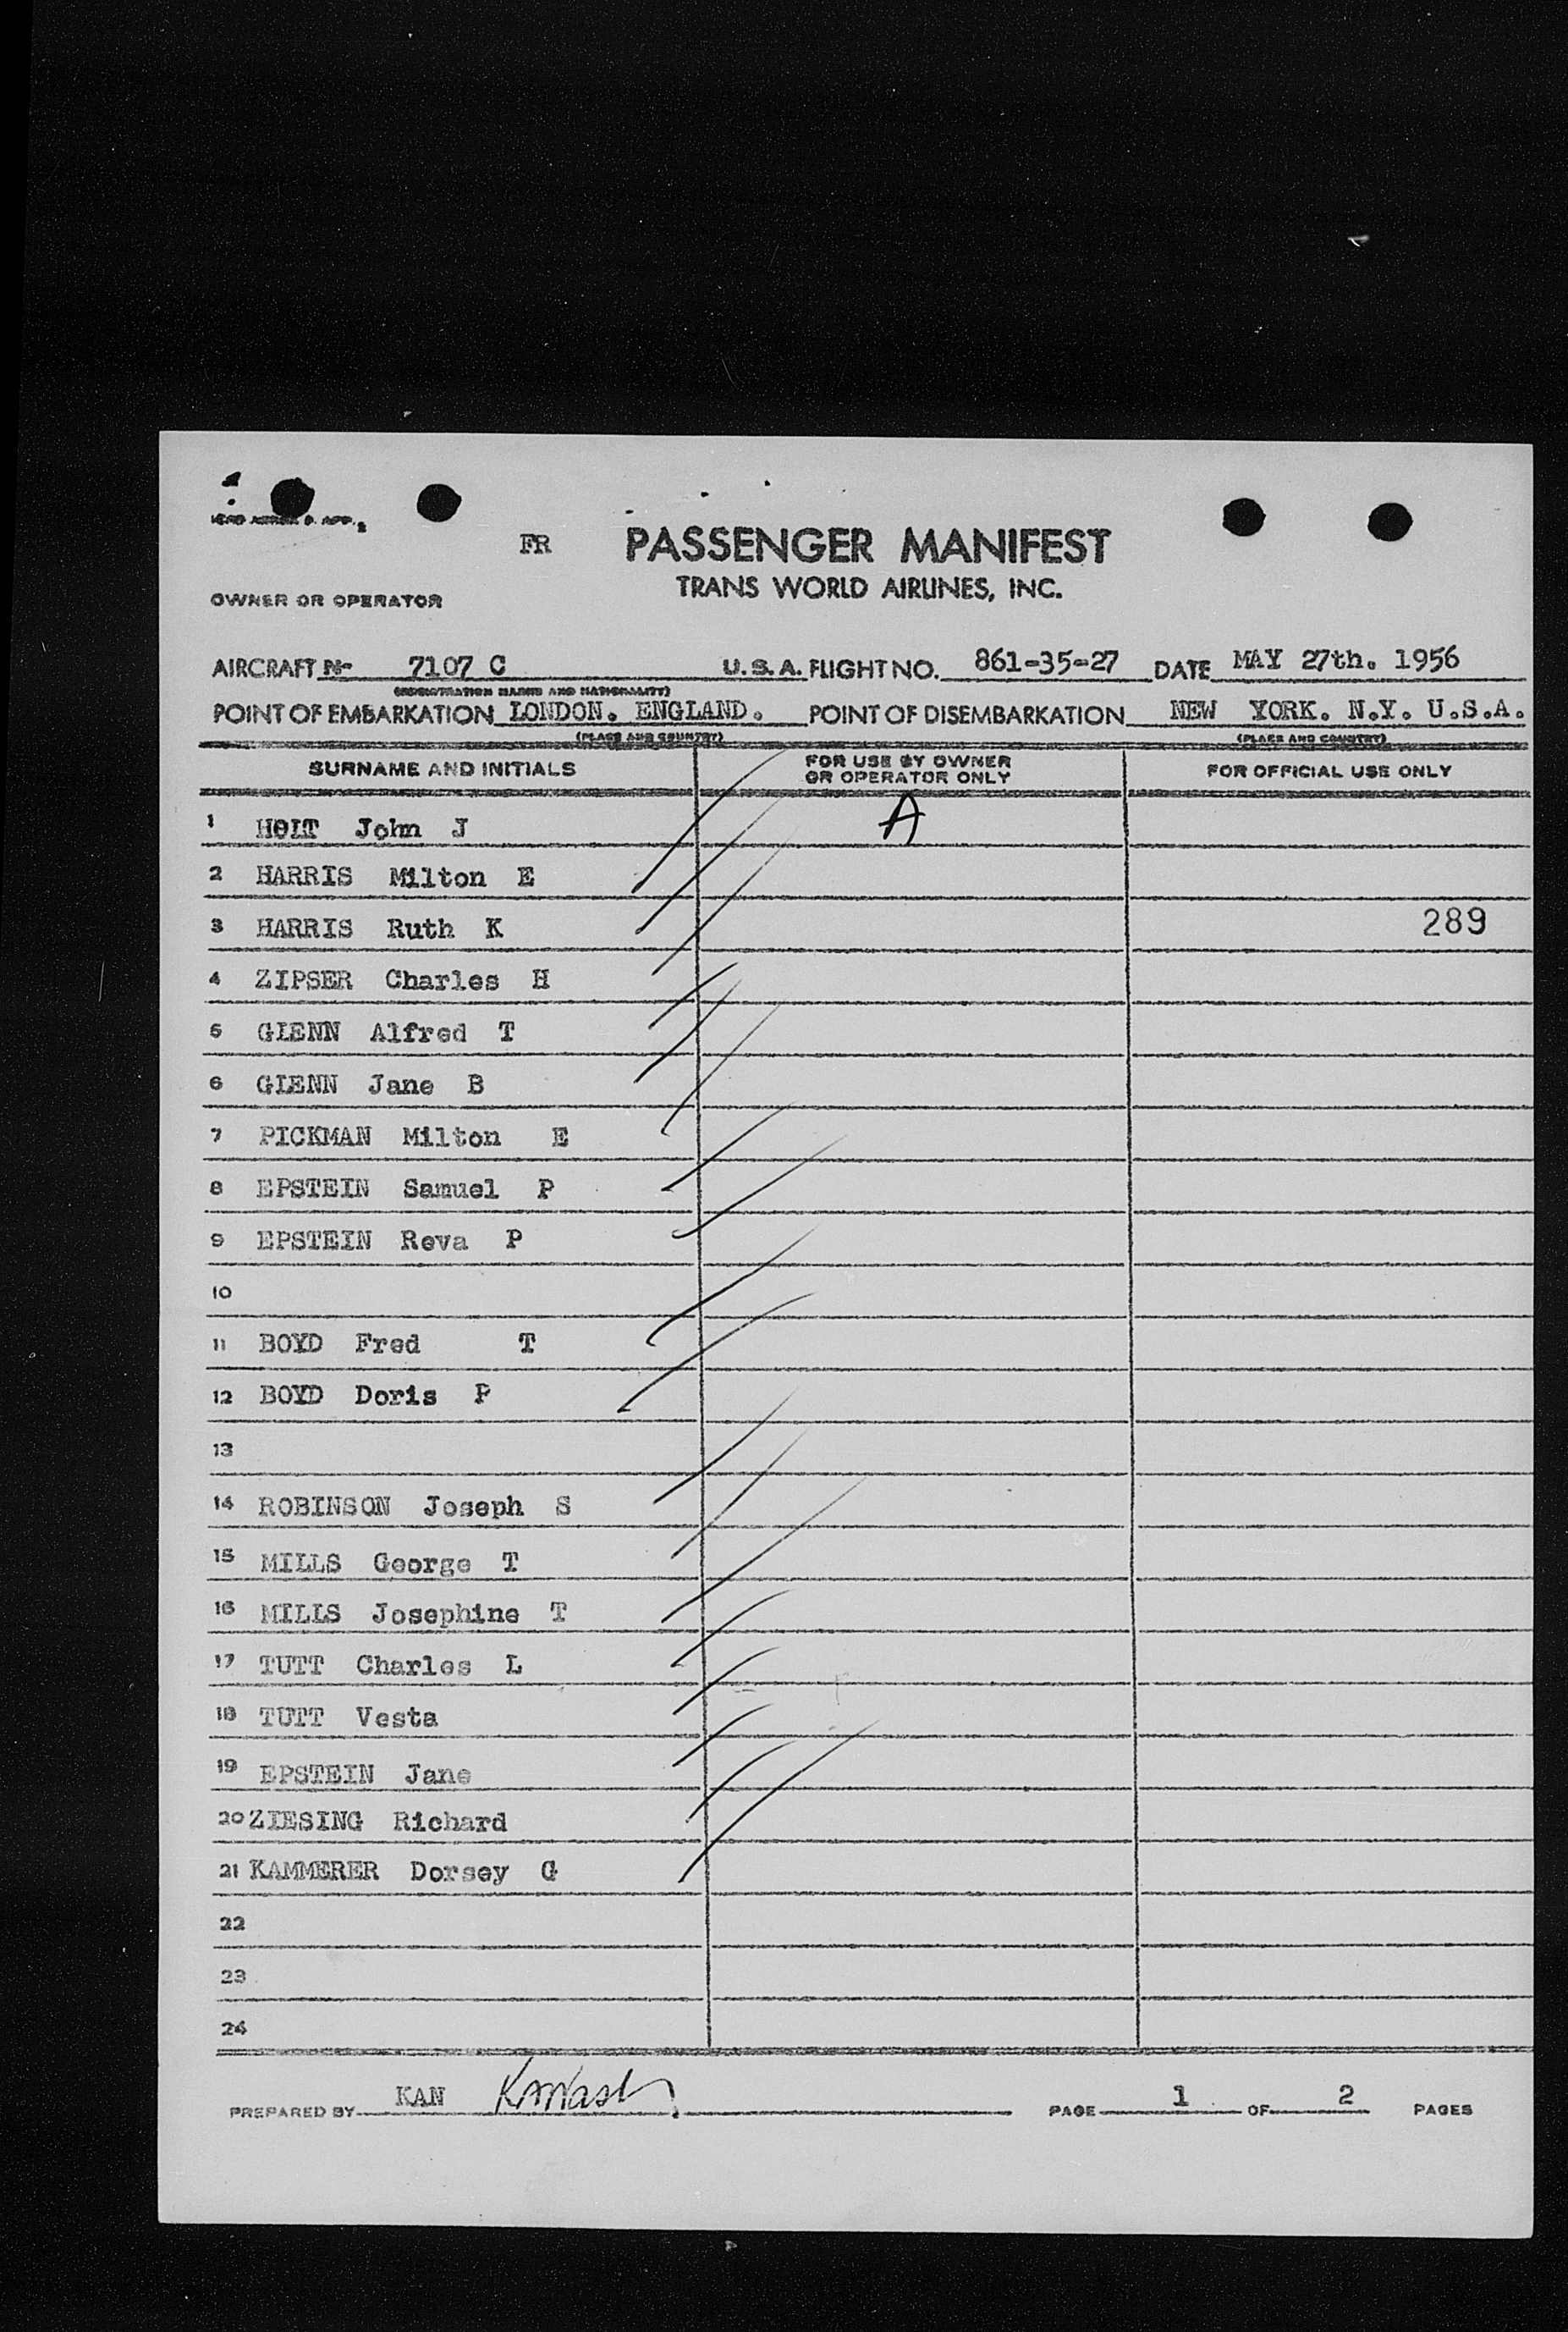 FR PASSENGER MANIFEST
TRANS WORLD AIRLINES, INC.
OWNER OR OPERATOR
AIRCRAFT N- 7107 C U.S.A. FLIGHT NO. 861-35-27 DATE MAY 27th. 1956
(REGISTRATION MARKS AND NATIONALITY)
POINT OF EMBARKATION LONDON. ENGLAND. POINT OF DISEMBARKATION NEW YORK. N.Y. U.S.A.
(PLACE AND COUNTRY) (PLACE AND COUNTRY)
SURNAME AND INITIALS FOR USE BY OWNER OR OPERATOR ONLY FOR OFFICIAL USE ONLY
1 HOLT John J A
2 HARRIS Milton E
3 HARRIS Ruth K 289
4 ZIPSER Charles H
5 GLENN Alfred T
6 GLENN Jane B
7 PICKMAN Milton E
8 EPSTEIN Samuel P
9 EPSTEIN Reva P
10
11 BOYD Fred T
12 BOYD Doris P
13
14 ROBINSON Joseph S
15 MILLS George T
16 MILLS Josephine T
17 TUTT Charles L
18 TUTT Vesta
19 EPSTEIN Jane
20 ZIESING Richard
21 KAMMERER Dorsey G
22
23
24
PREPARED BY KAN PAGE 1 OF 2 PAGES